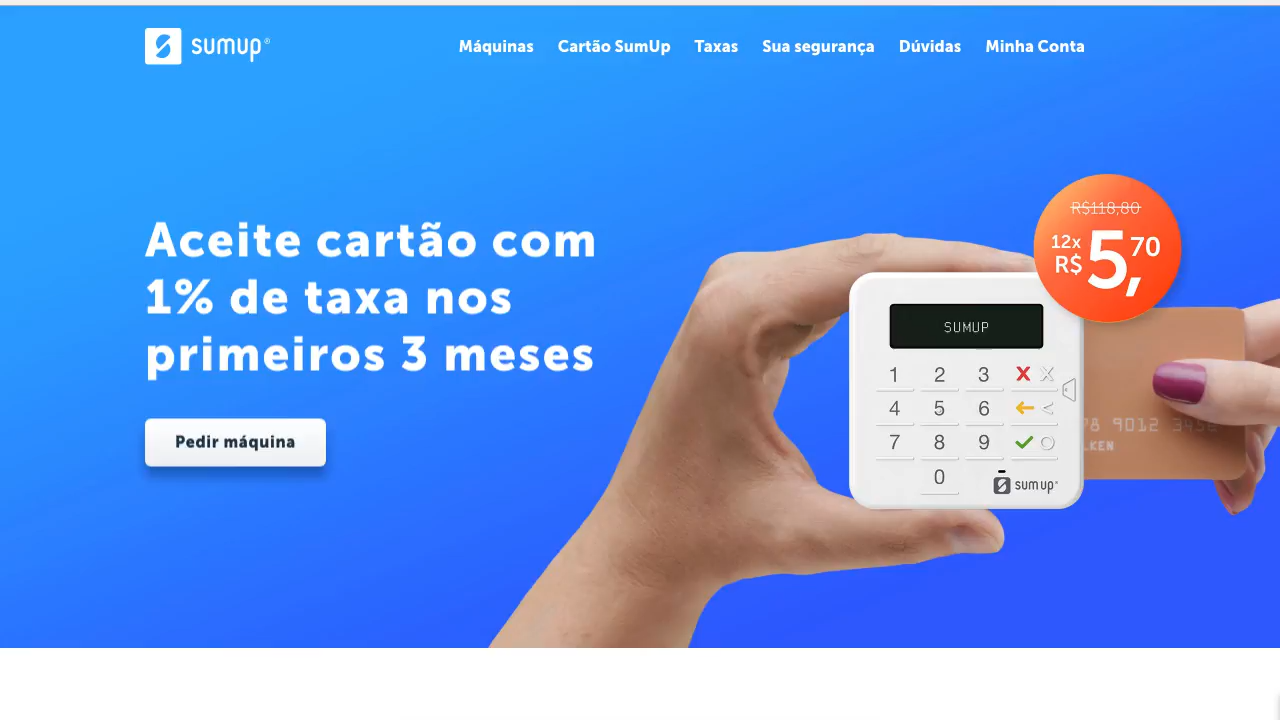 sumup®
Máquinas Cartão SumUp Taxas Sua segurança Dúvidas Minha Conta
Aceite cartão com
1% de taxa nos
primeiros 3 meses
Pedir máquina
R$118,80
12x
R$ 5,70
SUMUP
1 2 3
4 5 6
7 8 9
0
sumup
9012 3456